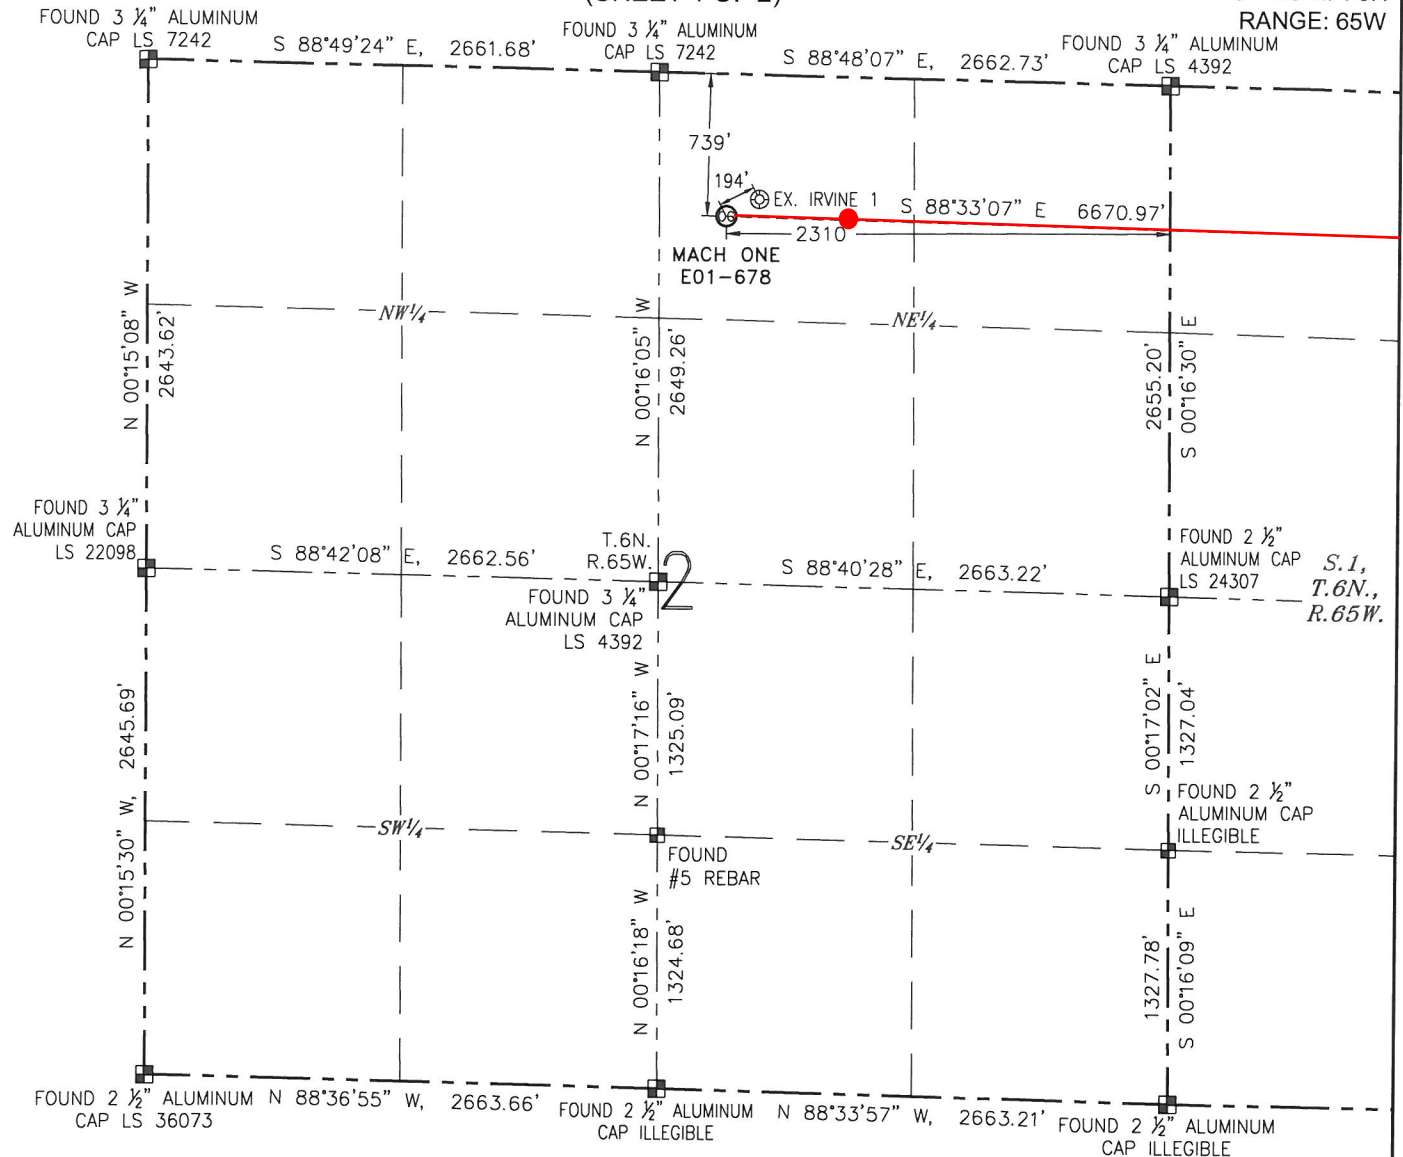 RANGE: 65W
FOUND 3 ¼" ALUMINUM
CAP LS 7242
S 88°49'24" E, 2661.68'
FOUND 3 ¼" ALUMINUM
CAP LS 7242
S 88°48'07" E, 2662.73'
FOUND 3 ¼" ALUMINUM
CAP LS 4392
739'
194'
EX. IRVINE 1
S 88°33'07" E 6670.97'
2310
MACH ONE
E01-678
N 00°15'08" W
2643.62'
NW¼
N 00°16'05" W
2649.26'
NE¼
2655.20'
S 00°16'30" E
FOUND 3 ¼"
ALUMINUM CAP
LS 22098
S 88°42'08" E, 2662.56'
T.6N.
R.65W.
2
FOUND 3 ¼"
ALUMINUM CAP
LS 4392
S 88°40'28" E, 2663.22'
FOUND 2 ½"
ALUMINUM CAP
LS 24307
S.1,
T.6N.,
R.65W.
N 00°15'30" W, 2645.69'
N 00°17'16" W
1325.09'
S 00°17'02" E
1327.04'
FOUND 2 ½"
ALUMINUM CAP
ILLEGIBLE
SW¼
SE¼
FOUND
#5 REBAR
N 00°16'18" W
1324.68'
1327.78'
S 00°16'09" E
FOUND 2 ½" ALUMINUM
CAP LS 36073
N 88°36'55" W, 2663.66'
FOUND 2 ½" ALUMINUM
CAP ILLEGIBLE
N 88°33'57" W, 2663.21'
FOUND 2 ½" ALUMINUM
CAP ILLEGIBLE